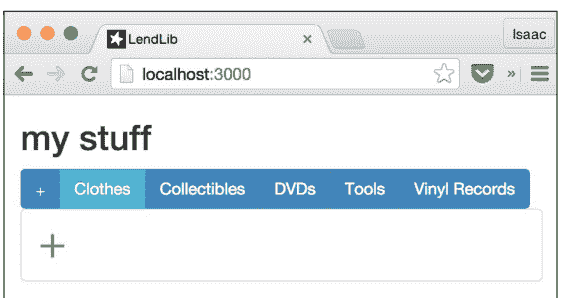 LendLib
Isaac
localhost:3000
my stuff
+ Clothes Collectibles DVDs Tools Vinyl Records
+